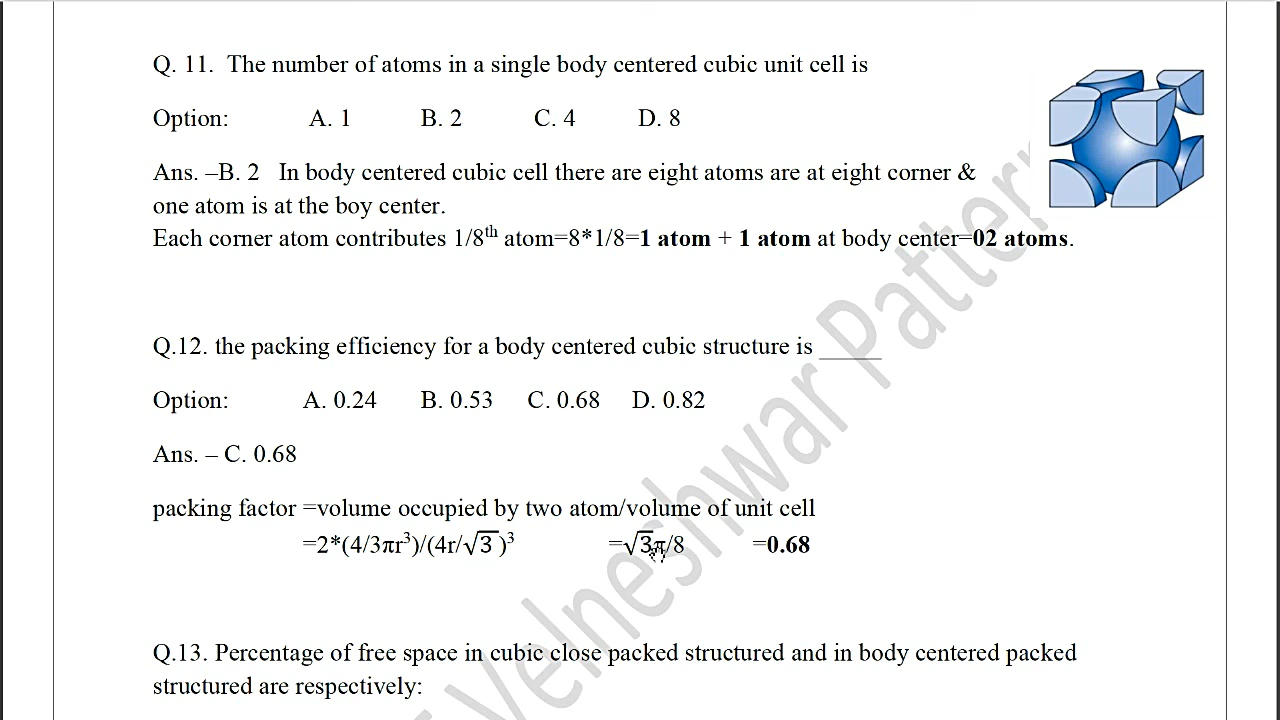 Q. 11.  The number of atoms in a single body centered cubic unit cell is
Option: A. 1 B. 2 C. 4 D. 8
Ans. –B. 2   In body centered cubic cell there are eight atoms are at eight corner &
one atom is at the boy center.
Each corner atom contributes 1/8th atom=8*1/8=1 atom + 1 atom at body center=02 atoms.
Q.12. the packing efficiency for a body centered cubic structure is _____
Option: A. 0.24 B. 0.53 C. 0.68 D. 0.82
Ans. – C. 0.68
packing factor =volume occupied by two atom/volume of unit cell
=2*(4/3πr³)/(4r/√3)³ =√3π/8 =0.68
Q.13. Percentage of free space in cubic close packed structured and in body centered packed
structured are respectively:
Velneshwar Pattern